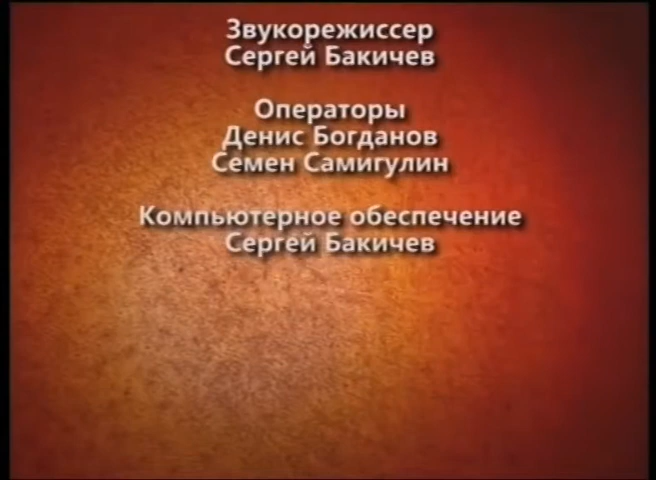 Звукорежиссер
Сергей Бакичев
Операторы
Денис Богданов
Семен Самигулин
Компьютерное обеспечение
Сергей Бакичев